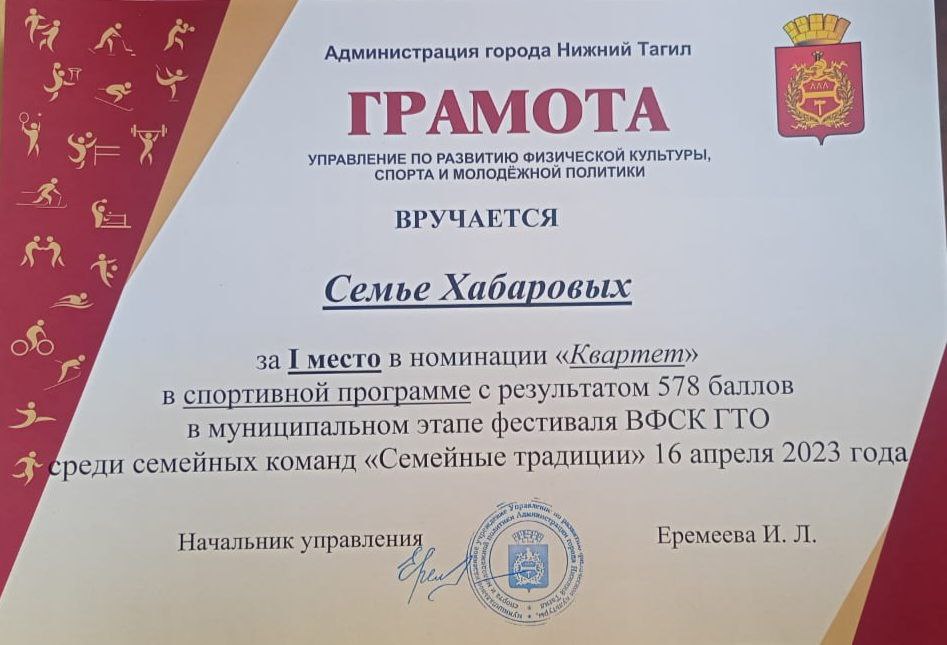 Администрация города Нижний Тагил
ГРАМОТА
УПРАВЛЕНИЕ ПО РАЗВИТИЮ ФИЗИЧЕСКОЙ КУЛЬТУРЫ,
СПОРТА И МОЛОДЁЖНОЙ ПОЛИТИКИ
ВРУЧАЕТСЯ
Семье Хабаровых
за I место в номинации «Квартет»
в спортивной программе с результатом 578 баллов
в муниципальном этапе фестиваля ВФСК ГТО
среди семейных команд «Семейные традиции» 16 апреля 2023 года
Начальник управления
Еремеева И. Л.